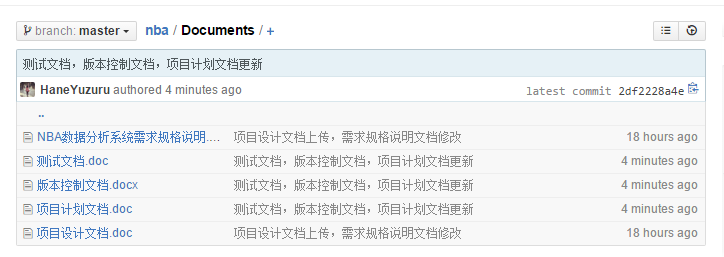 branch: master nba / Documents / +
测试文档，版本控制文档，项目计划文档更新
HaneYuzuru authored 4 minutes ago latest commit 2df2228a4e
..
NBA数据分析系统需求规格说明.... 项目设计文档上传，需求规格说明文档修改 18 hours ago
测试文档.doc 测试文档，版本控制文档，项目计划文档更新 4 minutes ago
版本控制文档.docx 测试文档，版本控制文档，项目计划文档更新 4 minutes ago
项目计划文档.doc 测试文档，版本控制文档，项目计划文档更新 4 minutes ago
项目设计文档.doc 项目设计文档上传，需求规格说明文档修改 18 hours ago